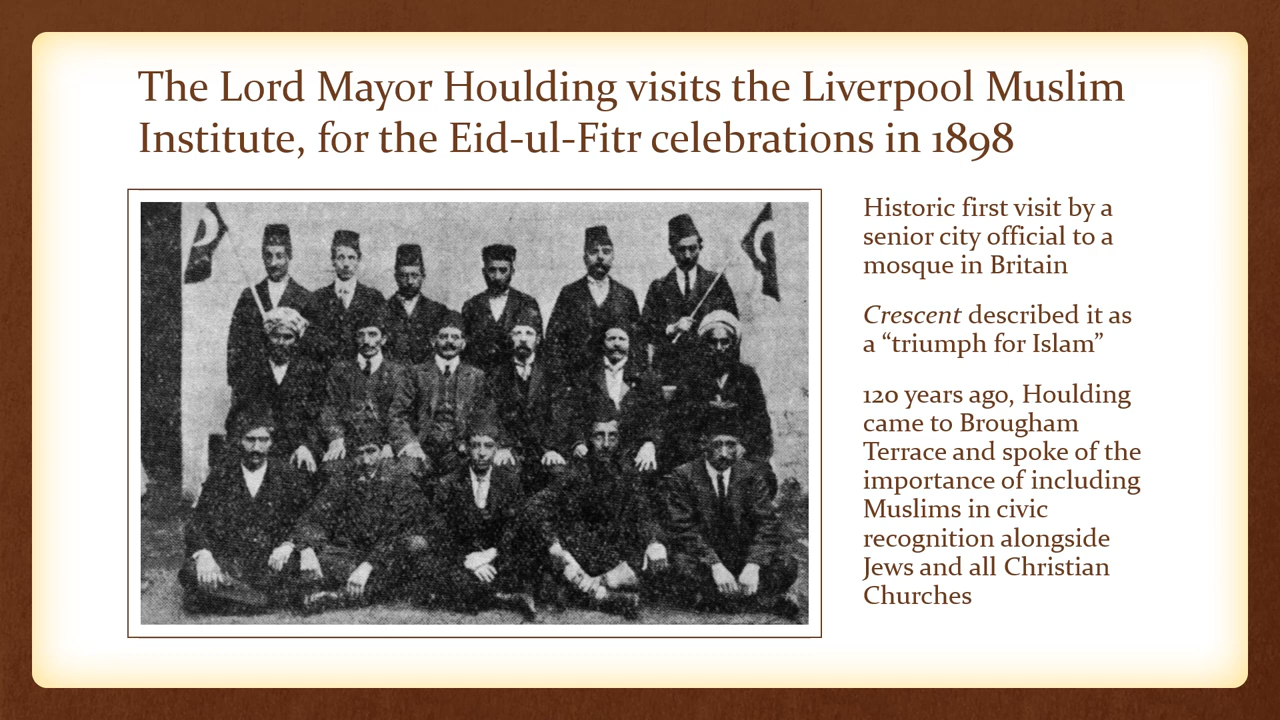 The Lord Mayor Houlding visits the Liverpool Muslim
Institute, for the Eid-ul-Fitr celebrations in 1898
Historic first visit by a
senior city official to a
mosque in Britain
Crescent described it as
a “triumph for Islam”
120 years ago, Houlding
came to Brougham
Terrace and spoke of the
importance of including
Muslims in civic
recognition alongside
Jews and all Christian
Churches